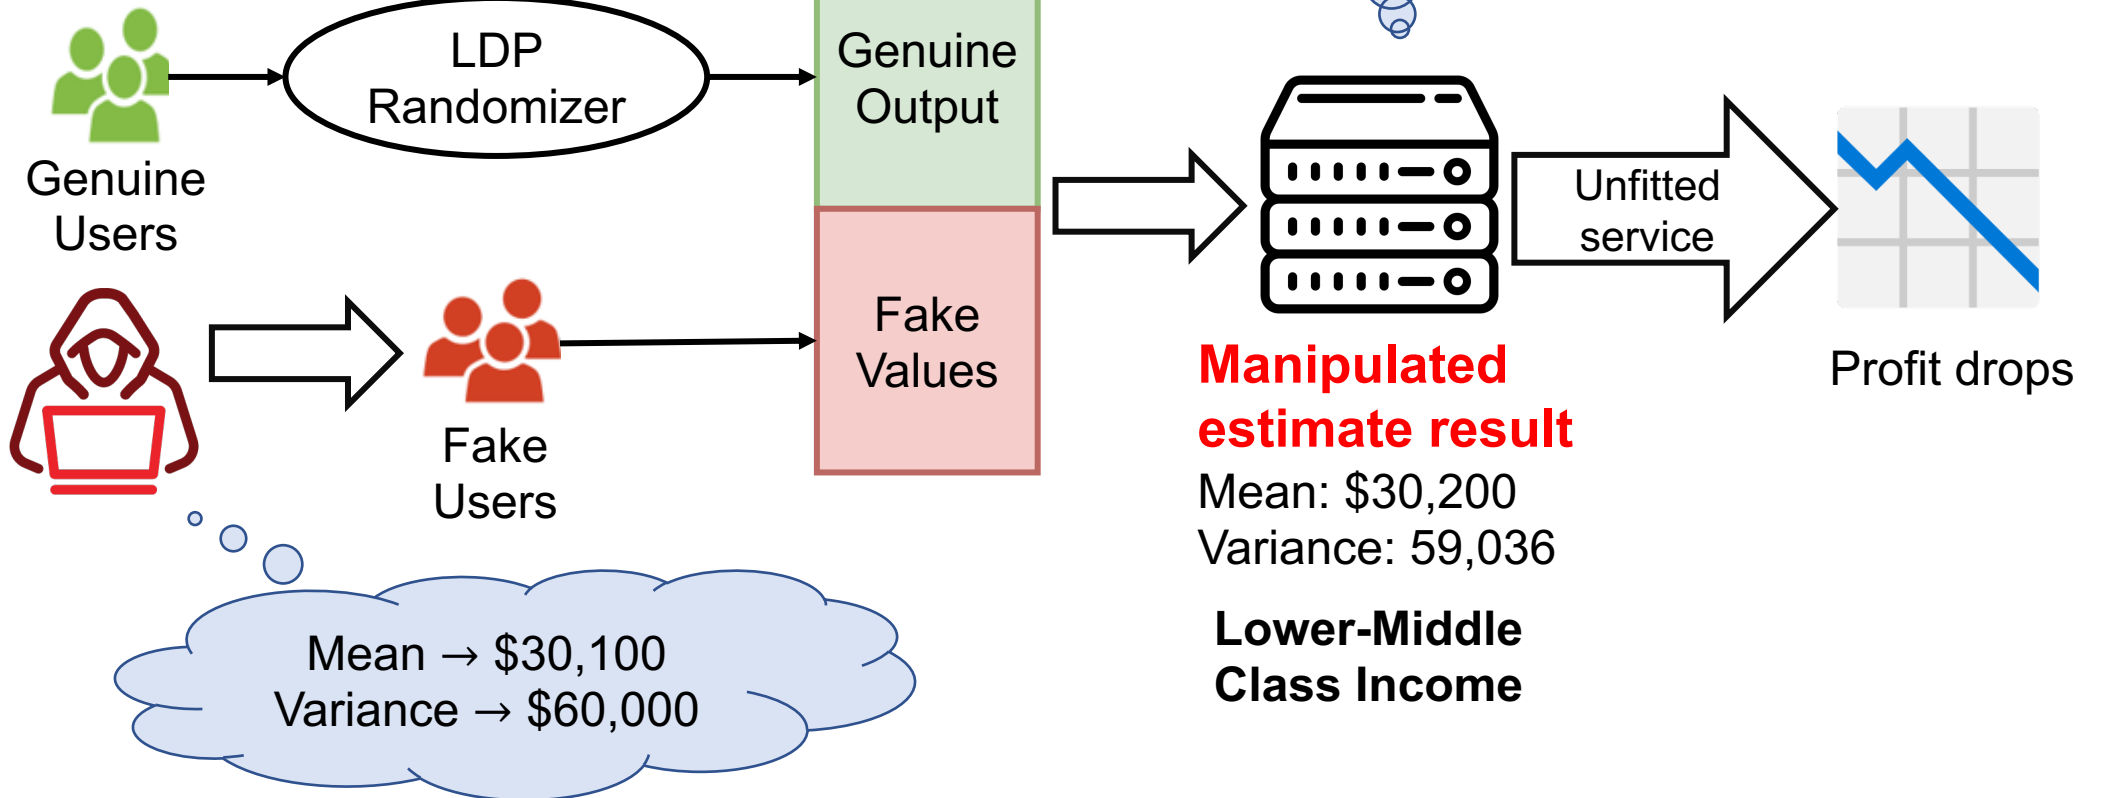 LDP
Randomizer
Genuine
Output
Genuine
Users
Unfitted
service
Fake
Values
Fake
Users
Manipulated
estimate result
Mean: $30,200
Variance: 59,036
Lower-Middle
Class Income
Profit drops
Mean → $30,100
Variance → $60,000